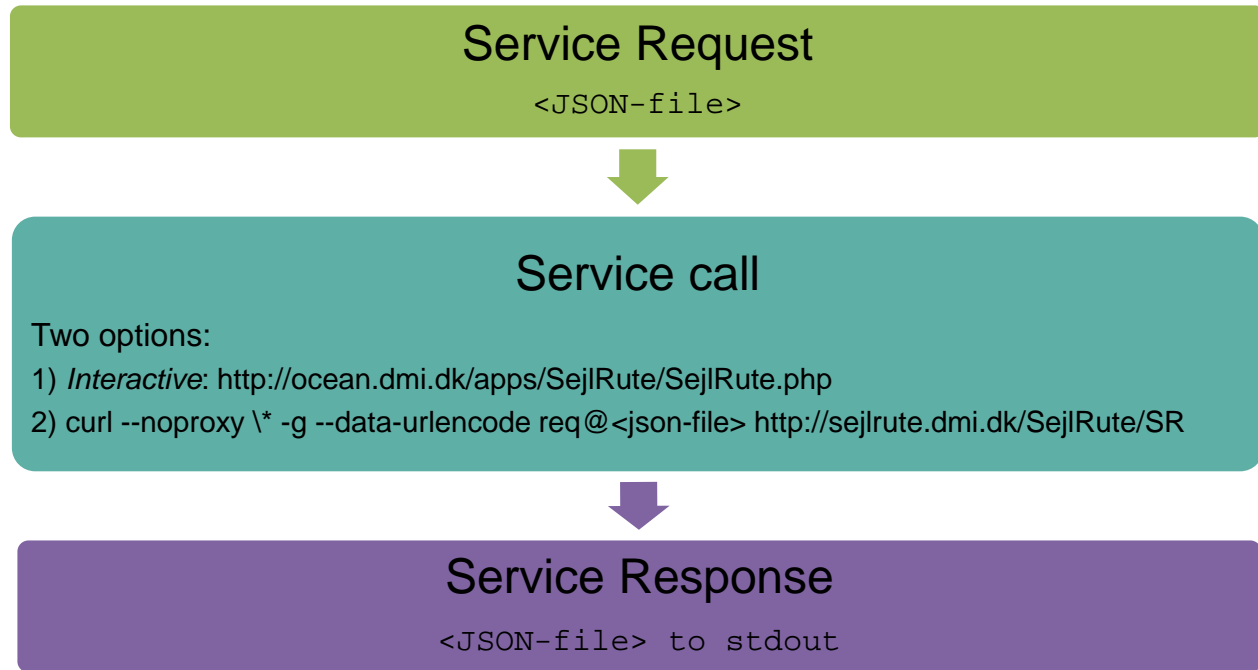 Service Request
<JSON-file>
Service call
Two options:
1) Interactive: http://ocean.dmi.dk/apps/SejlRute/SejlRute.php
2) curl --noproxy \* -g --data-urlencode req@<json-file> http://sejlrute.dmi.dk/SejlRute/SR
Service Response
<JSON-file> to stdout